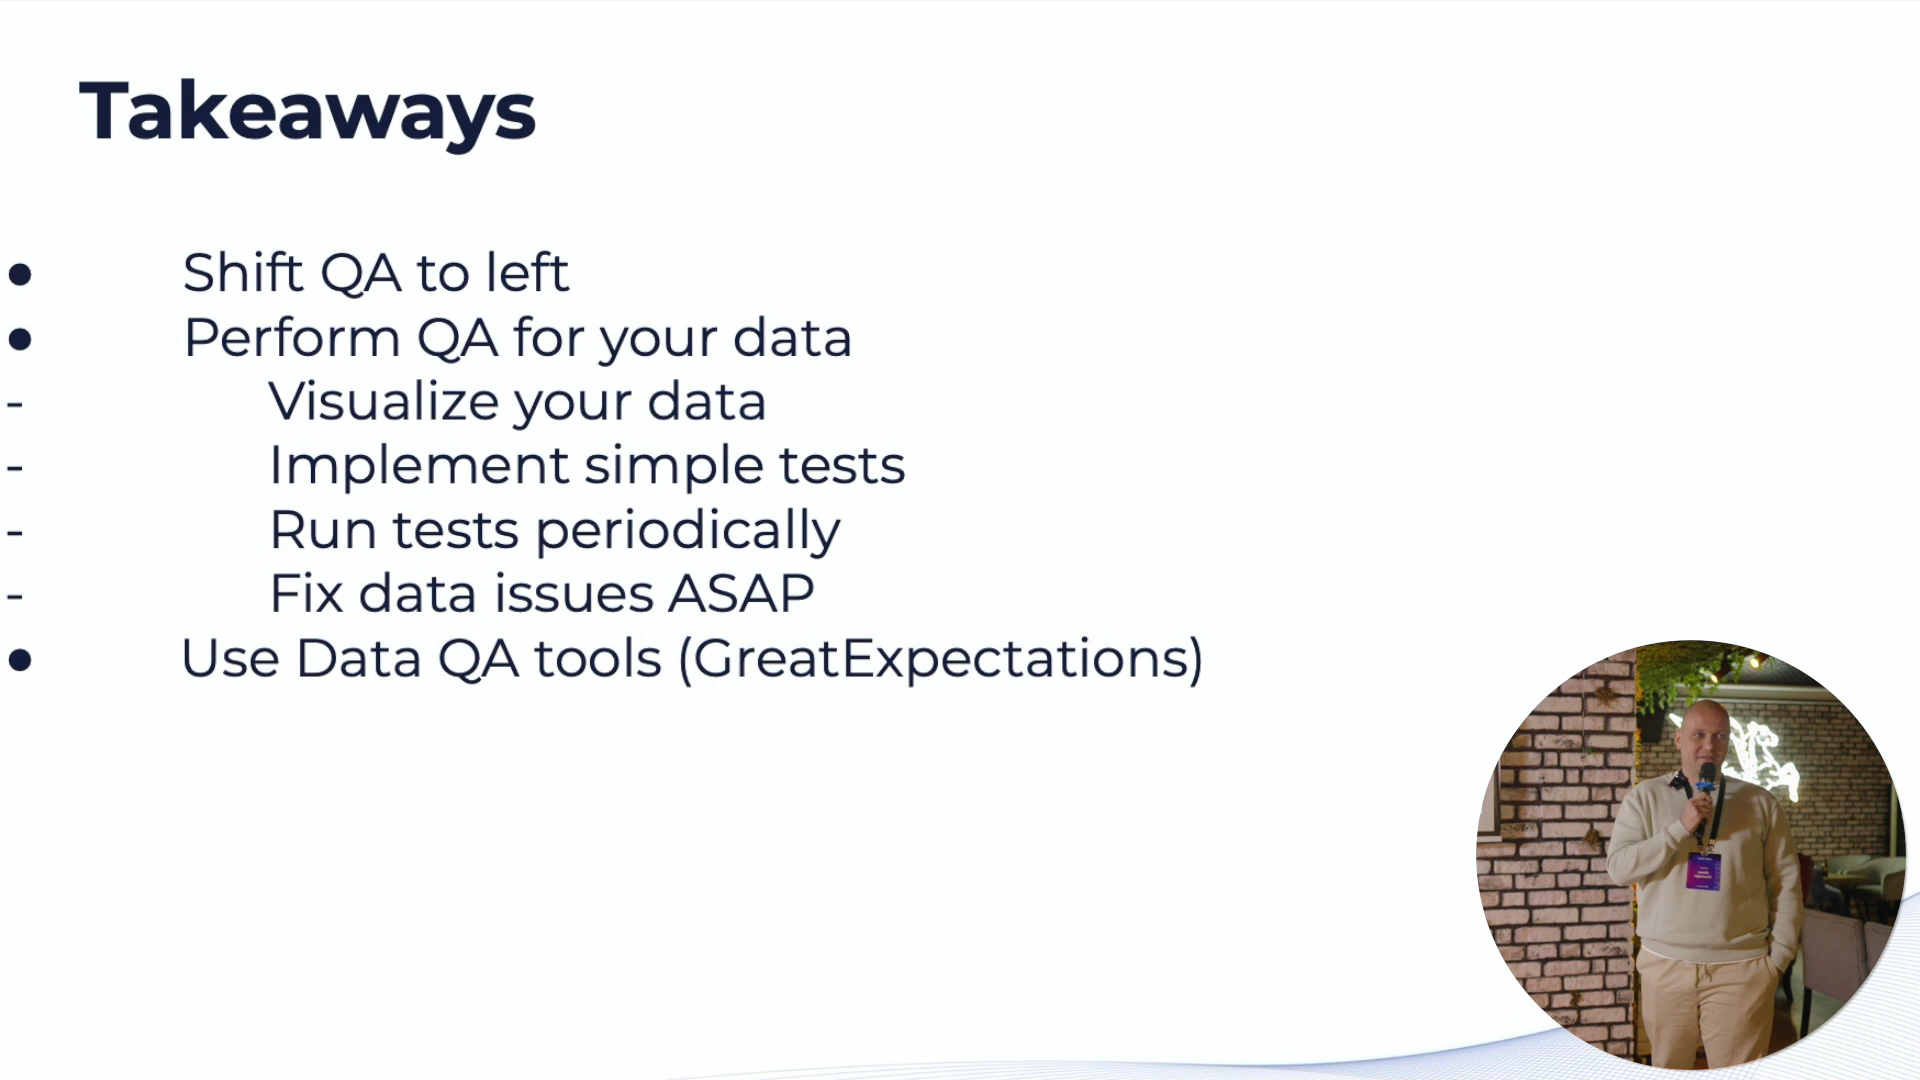 Takeaways
● Shift QA to left
● Perform QA for your data
- Visualize your data
- Implement simple tests
- Run tests periodically
- Fix data issues ASAP
● Use Data QA tools (GreatExpectations)